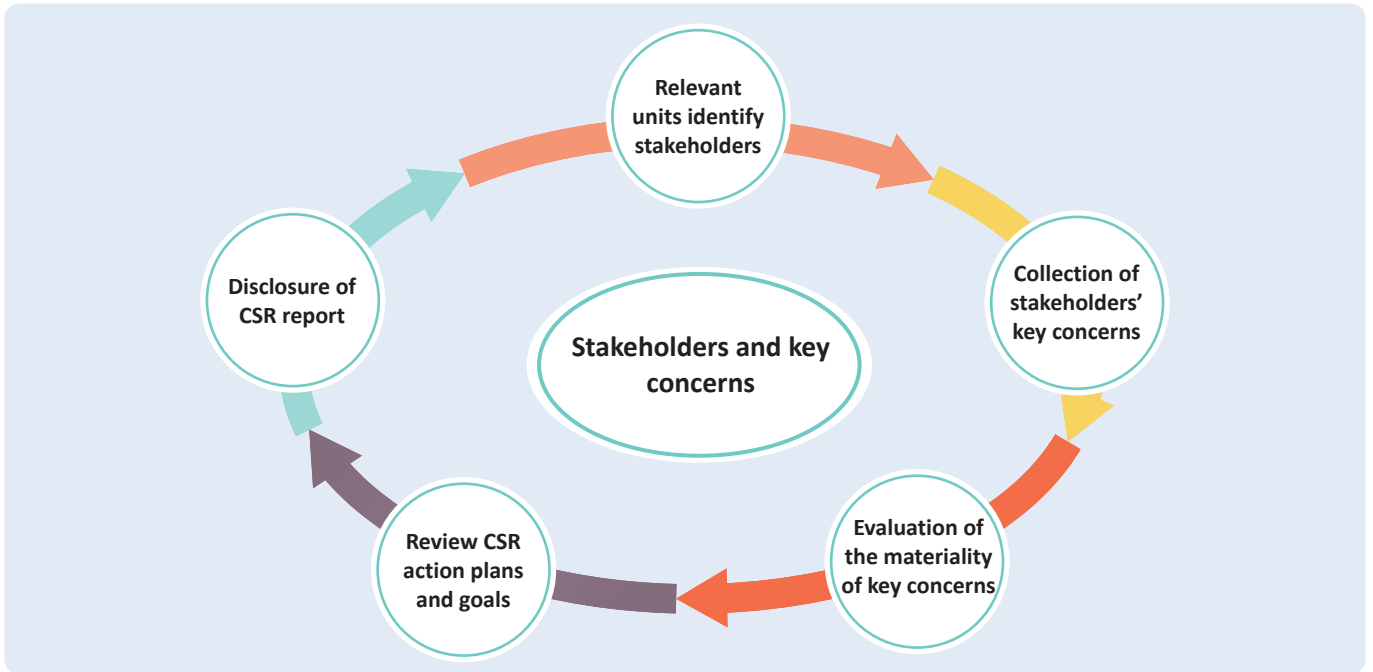 Relevant
units identify
stakeholders
Collection of
stakeholders’
key concerns
Evaluation of
the materiality
of key concerns
Review CSR
action plans
and goals
Disclosure of
CSR report
Stakeholders and key
concerns